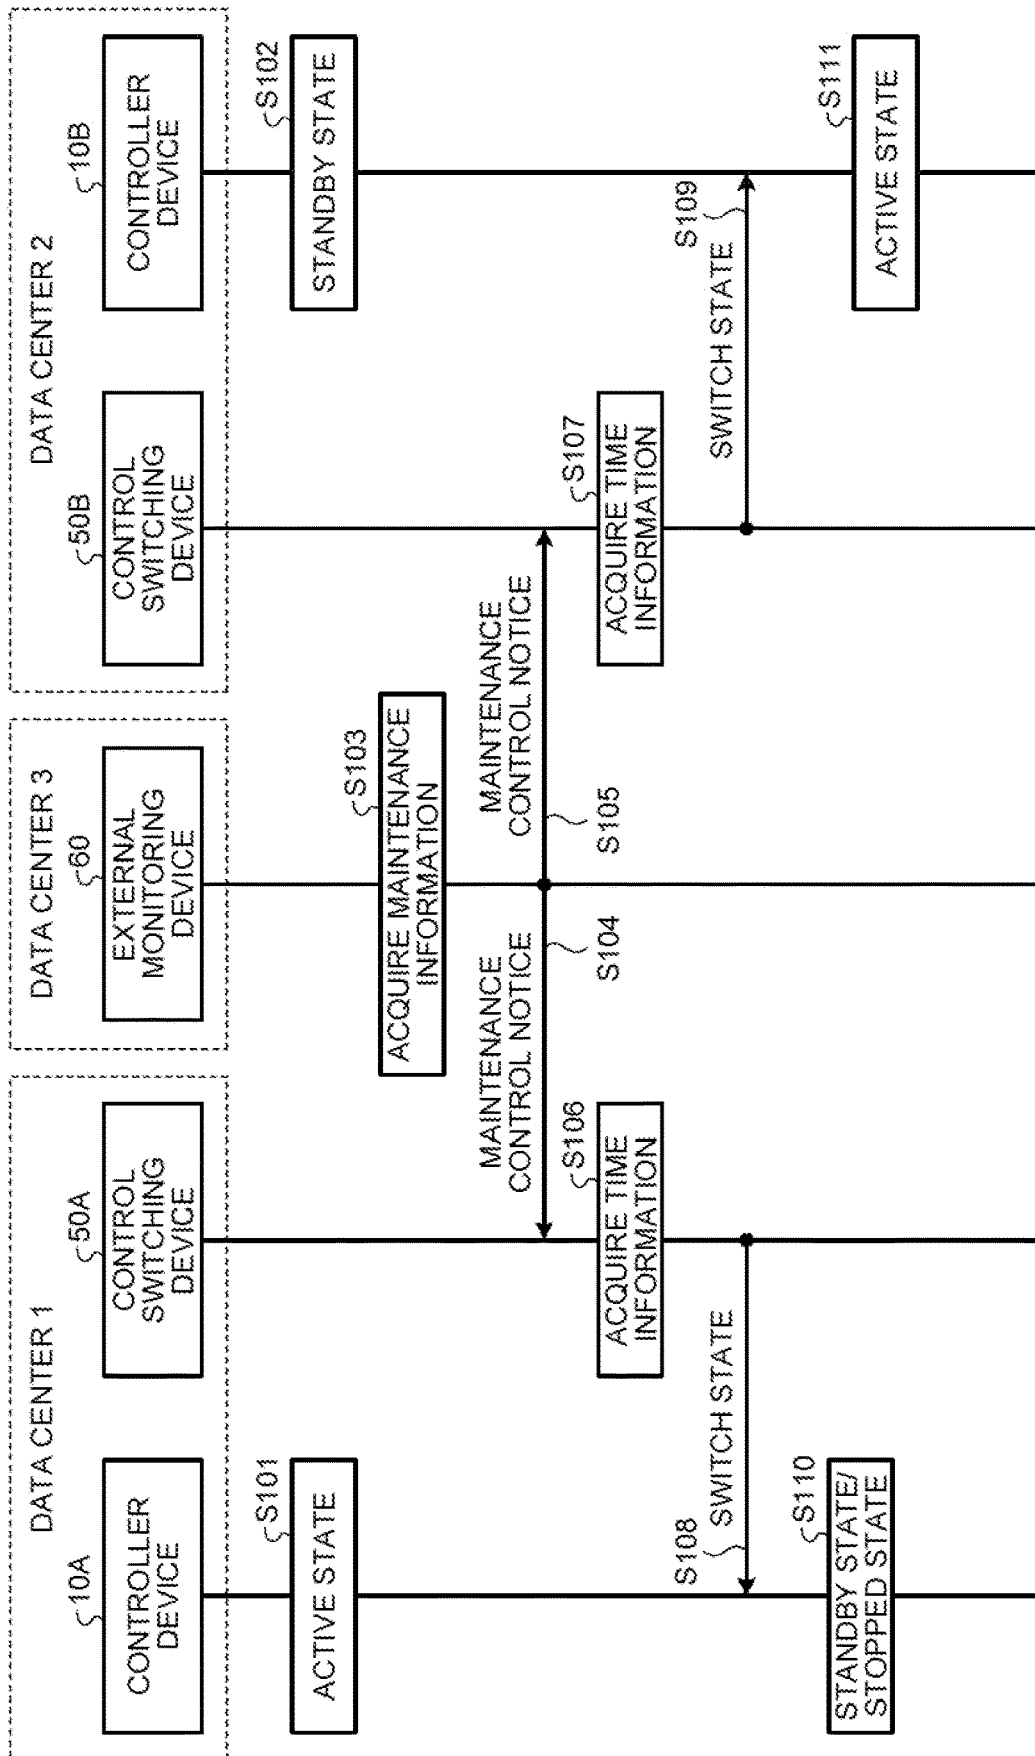 DATA CENTER 1
DATA CENTER 3
DATA CENTER 2
10A
CONTROLLER
DEVICE
50A
CONTROL
SWITCHING
DEVICE
60
EXTERNAL
MONITORING
DEVICE
50B
CONTROL
SWITCHING
DEVICE
10B
CONTROLLER
DEVICE
S101
ACTIVE STATE
S102
STANDBY STATE
S103
ACQUIRE MAINTENANCE
INFORMATION
MAINTENANCE
CONTROL NOTICE
S104
MAINTENANCE
CONTROL NOTICE
S105
S106
ACQUIRE TIME
INFORMATION
S107
ACQUIRE TIME
INFORMATION
S108
SWITCH STATE
S109
SWITCH STATE
S110
STANDBY STATE/
STOPPED STATE
S111
ACTIVE STATE